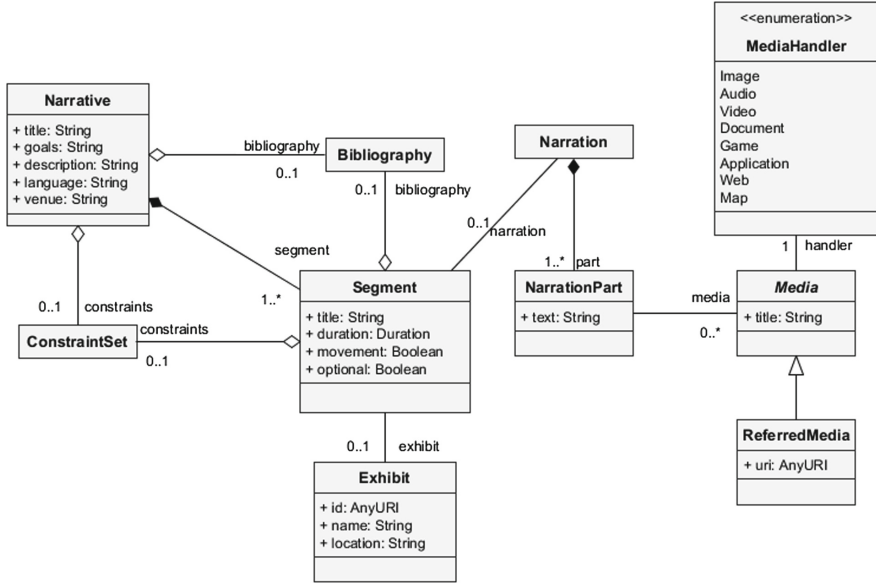 <<enumeration>>
MediaHandler
Image
Audio
Video
Document
Game
Application
Web
Map
Narrative
+ title: String
+ goals: String
+ description: String
+ language: String
+ venue: String
bibliography
0..1
Bibliography
0..1
bibliography
Narration
0..1
narration
segment
1..*
1..*
part
1
handler
0..1
constraints
ConstraintSet
constraints
0..1
Segment
+ title: String
+ duration: Duration
+ movement: Boolean
+ optional: Boolean
NarrationPart
+ text: String
media
0..*
Media
+ title: String
0..1
exhibit
Exhibit
+ id: AnyURI
+ name: String
+ location: String
ReferredMedia
+ uri: AnyURI